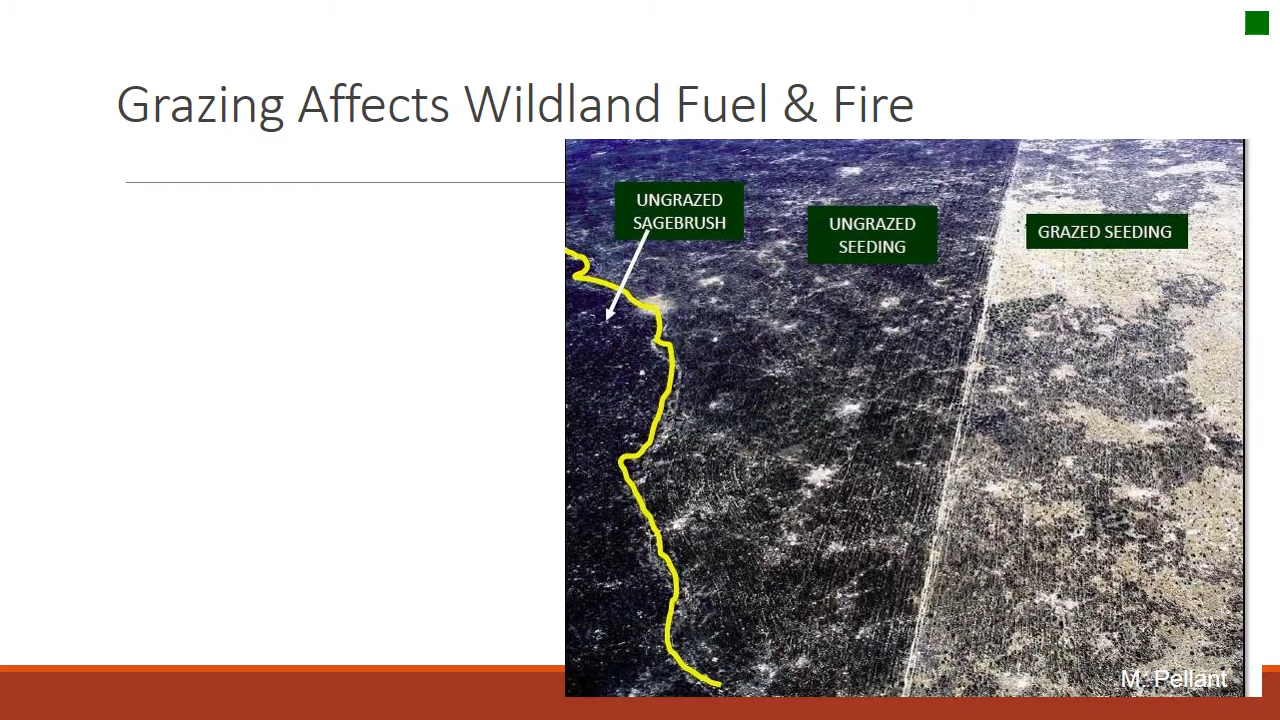 Grazing Affects Wildland Fuel & Fire
UNGRAZED
SAGEBRUSH
UNGRAZED
SEEDING
GRAZED SEEDING
M. Pellant